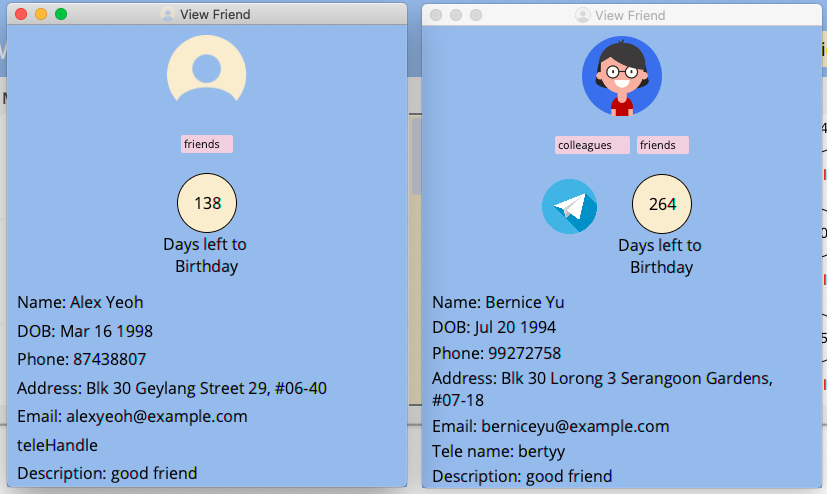 View Friend
friends
138
Days left to
Birthday
Name: Alex Yeoh
DOB: Mar 16 1998
Phone: 87438807
Address: Blk 30 Geylang Street 29, #06-40
Email: alexyeoh@example.com
teleHandle
Description: good friend
View Friend
colleagues
friends
264
Days left to
Birthday
Name: Bernice Yu
DOB: Jul 20 1994
Phone: 99272758
Address: Blk 30 Lorong 3 Serangoon Gardens,
#07-18
Email: berniceyu@example.com
Tele name: bertyy
Description: good friend